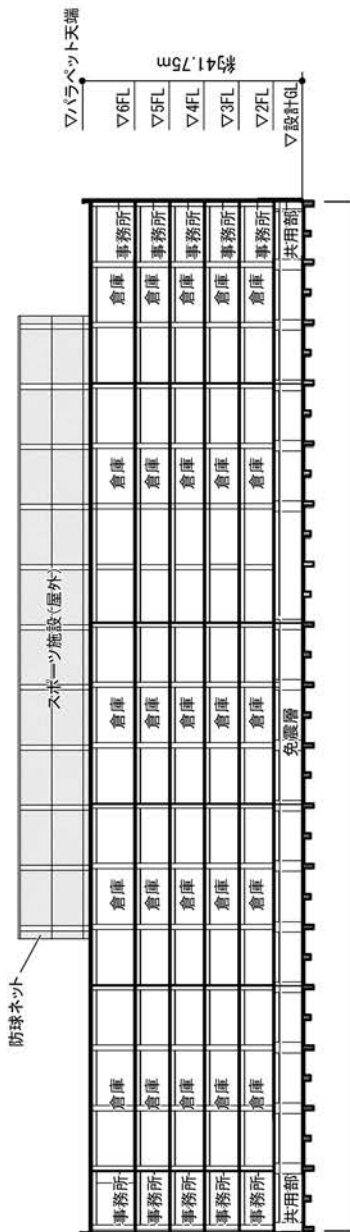 防球ネット
スポーツ施設(屋外)
▽パラペット天端
▽6FL
▽5FL
▽4FL
▽3FL
▽2FL
▽設計GL
約41.75m
事務所 倉庫 倉庫 倉庫 倉庫 倉庫 事務所
事務所 倉庫 倉庫 倉庫 倉庫 倉庫 事務所
事務所 倉庫 倉庫 倉庫 倉庫 倉庫 事務所
事務所 倉庫 倉庫 倉庫 倉庫 倉庫 事務所
事務所 倉庫 倉庫 倉庫 倉庫 倉庫 事務所
共用部 免震層 共用部